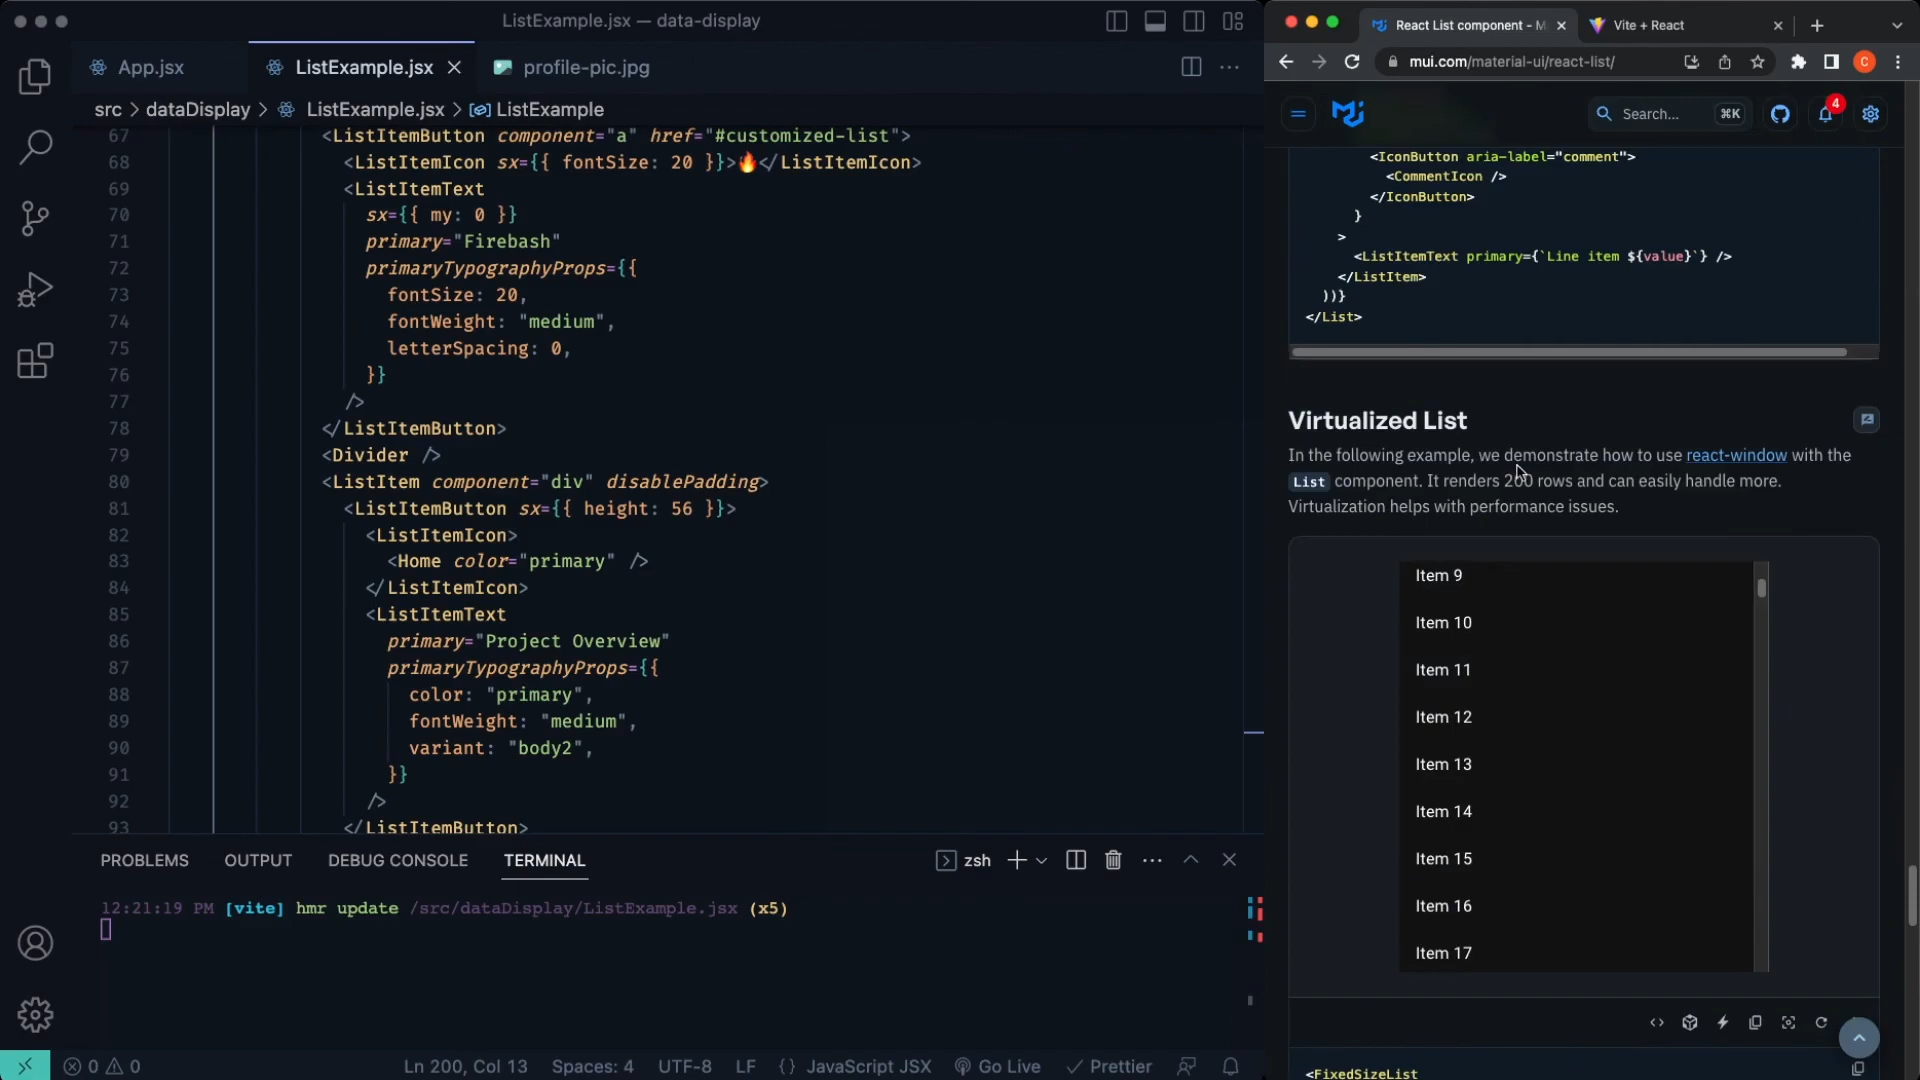 ListExample.jsx — data-display
App.jsx
ListExample.jsx
profile-pic.jpg
src > dataDisplay > ListExample.jsx > ListExample
67 <ListItemButton component="a" href="#customized-list">
68 <ListItemIcon sx={{ fontSize: 20 }}>🔥</ListItemIcon>
69 <ListItemText
70 sx={{ my: 0 }}
71 primary="Firebash"
72 primaryTypographyProps={{
73 fontSize: 20,
74 fontWeight: "medium",
75 letterSpacing: 0,
76 }}
77 />
78 </ListItemButton>
79 <Divider />
80 <ListItem component="div" disablePadding>
81 <ListItemButton sx={{ height: 56 }}>
82 <ListItemIcon>
83 <Home color="primary" />
84 </ListItemIcon>
85 <ListItemText
86 primary="Project Overview"
87 primaryTypographyProps={{
88 color: "primary",
89 fontWeight: "medium",
90 variant: "body2",
91 }}
92 />
93 </ListItemButton>
PROBLEMS OUTPUT DEBUG CONSOLE TERMINAL
zsh
12:21:19 PM [vite] hmr update /src/dataDisplay/ListExample.jsx (x5)
0 0
Ln 200, Col 13 Spaces: 4 UTF-8 LF {} JavaScript JSX Go Live Prettier
React List component - M
Vite + React
mui.com/material-ui/react-list/
C
Search...
⌘K
4
<IconButton aria-label="comment">
<CommentIcon />
</IconButton>
}
>
<ListItemText primary={`Line item ${value}`} />
</ListItem>
))}
</List>
Virtualized List
In the following example, we demonstrate how to use react-window with the
List component. It renders 200 rows and can easily handle more.
Virtualization helps with performance issues.
Item 9
Item 10
Item 11
Item 12
Item 13
Item 14
Item 15
Item 16
Item 17
<FixedSizeList